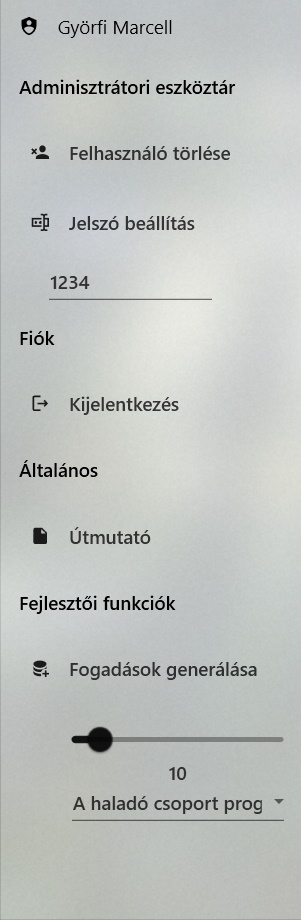 Györfi Marcell
Adminisztrátori eszköztár
Felhasználó törlése
Jelszó beállítás
1234
Fiók
Kijelentkezés
Általános
Útmutató
Fejlesztői funkciók
Fogadások generálása
10
A haladó csoport prog